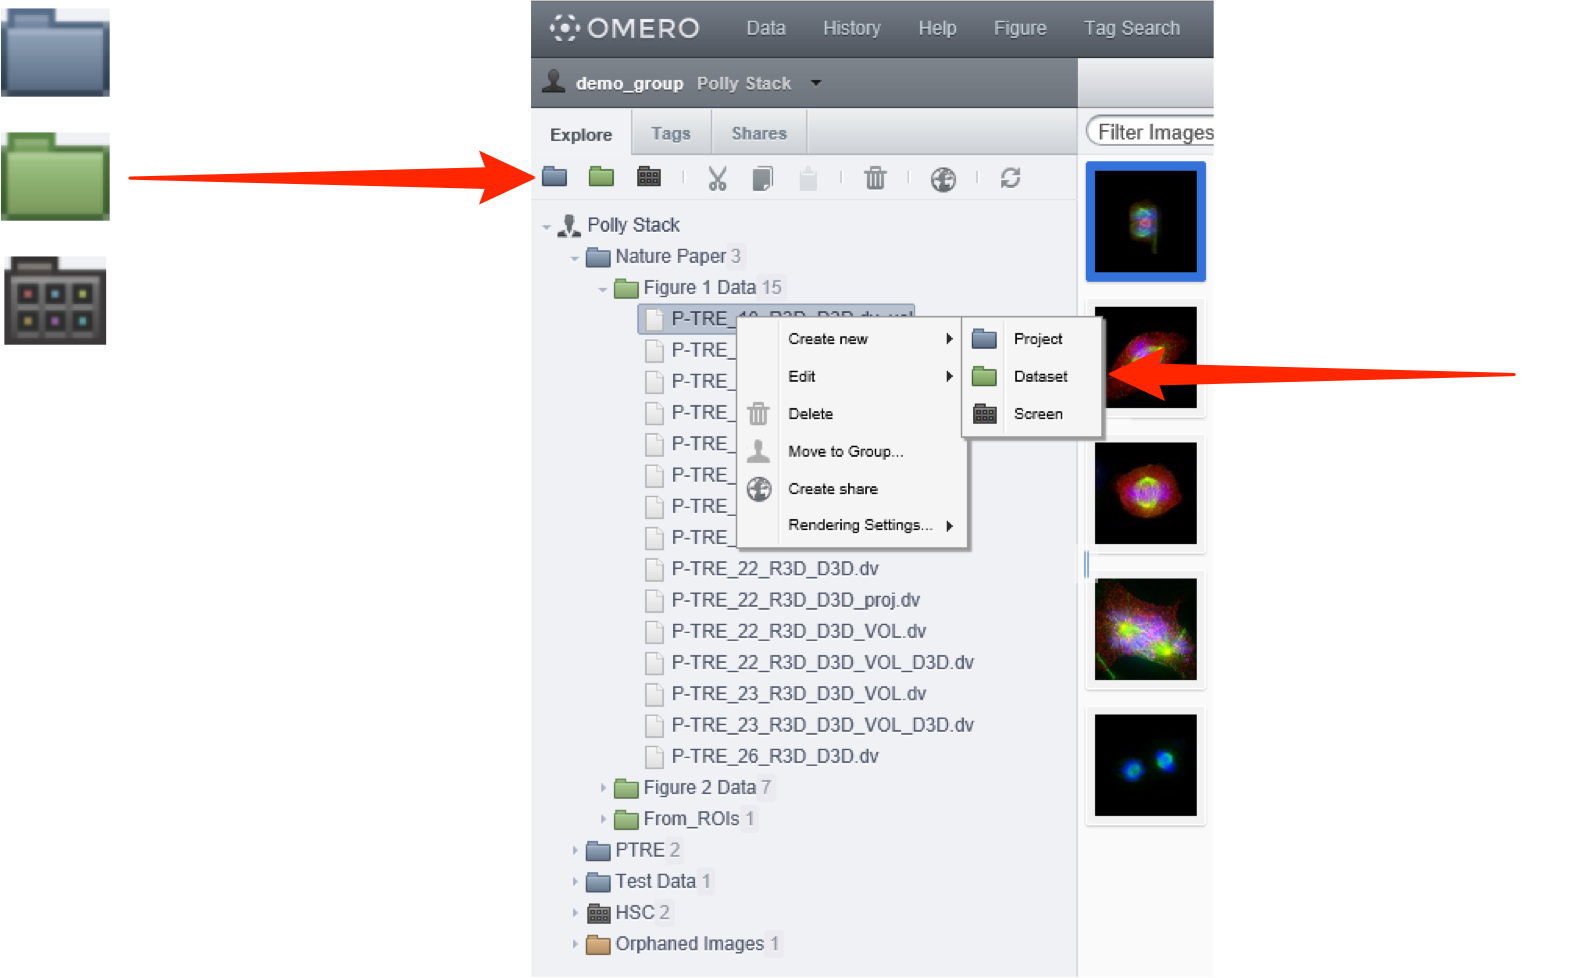 OMERO Data History Help Figure Tag Search
demo_group Polly Stack
Explore Tags Shares
Filter Images
Polly Stack
Nature Paper 3
Figure 1 Data 15
P-TRE_
P-TRE_
P-TRE_
P-TRE_
P-TRE_
P-TRE_
P-TRE_
P-TRE_
P-TRE_22_R3D_D3D.dv
P-TRE_22_R3D_D3D_proj.dv
P-TRE_22_R3D_D3D_VOL.dv
P-TRE_22_R3D_D3D_VOL_D3D.dv
P-TRE_23_R3D_D3D_VOL.dv
P-TRE_23_R3D_D3D_VOL_D3D.dv
P-TRE_26_R3D_D3D.dv
Figure 2 Data 7
From_ROIs 1
PTRE 2
Test Data 1
HSC 2
Orphaned Images 1
Create new
Edit
Delete
Move to Group...
Create share
Rendering Settings...
Project
Dataset
Screen